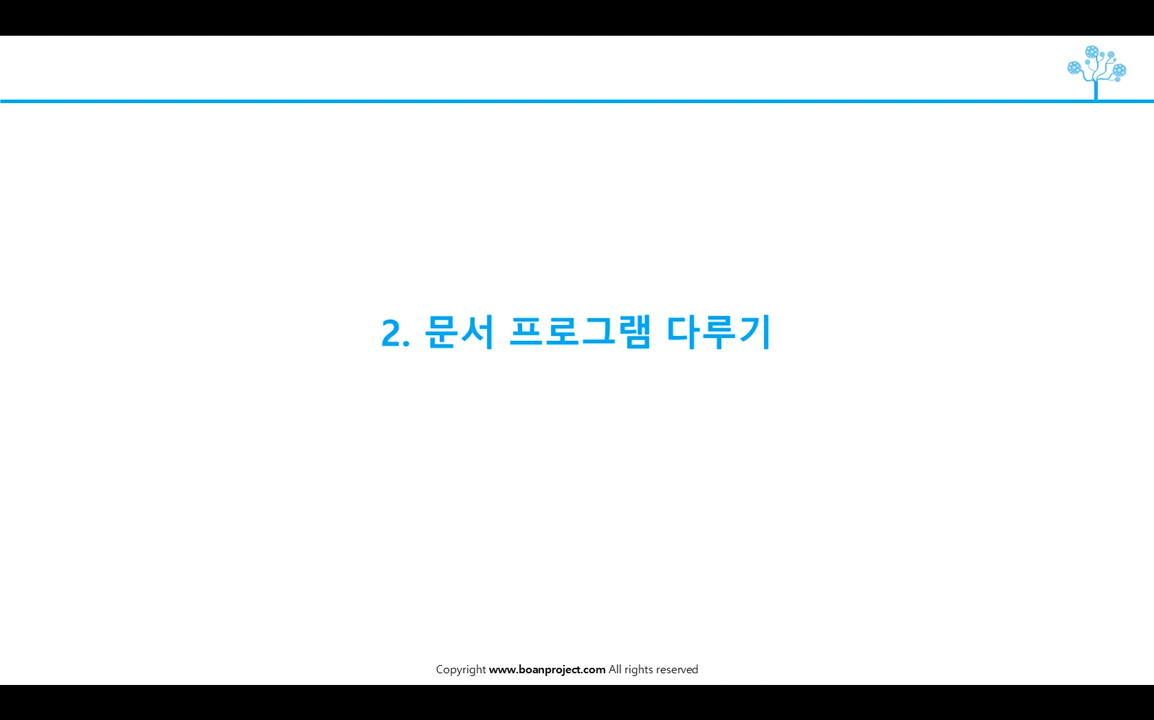 2. 문서 프로그램 다루기
Copyright www.boanproject.com All rights reserved